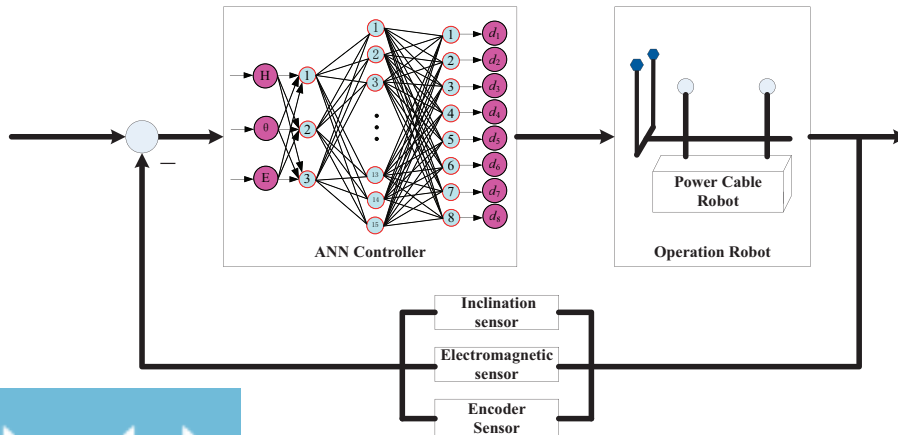 H
θ
E
1
2
3
1
2
3
13
14
15
1
2
3
4
5
6
7
8
d₁
d₂
d₃
d₄
d₅
d₆
d₇
d₈
ANN Controller
Power Cable
Robot
Operation Robot
−
Inclination
sensor
Electromagnetic
sensor
Encoder
Sensor